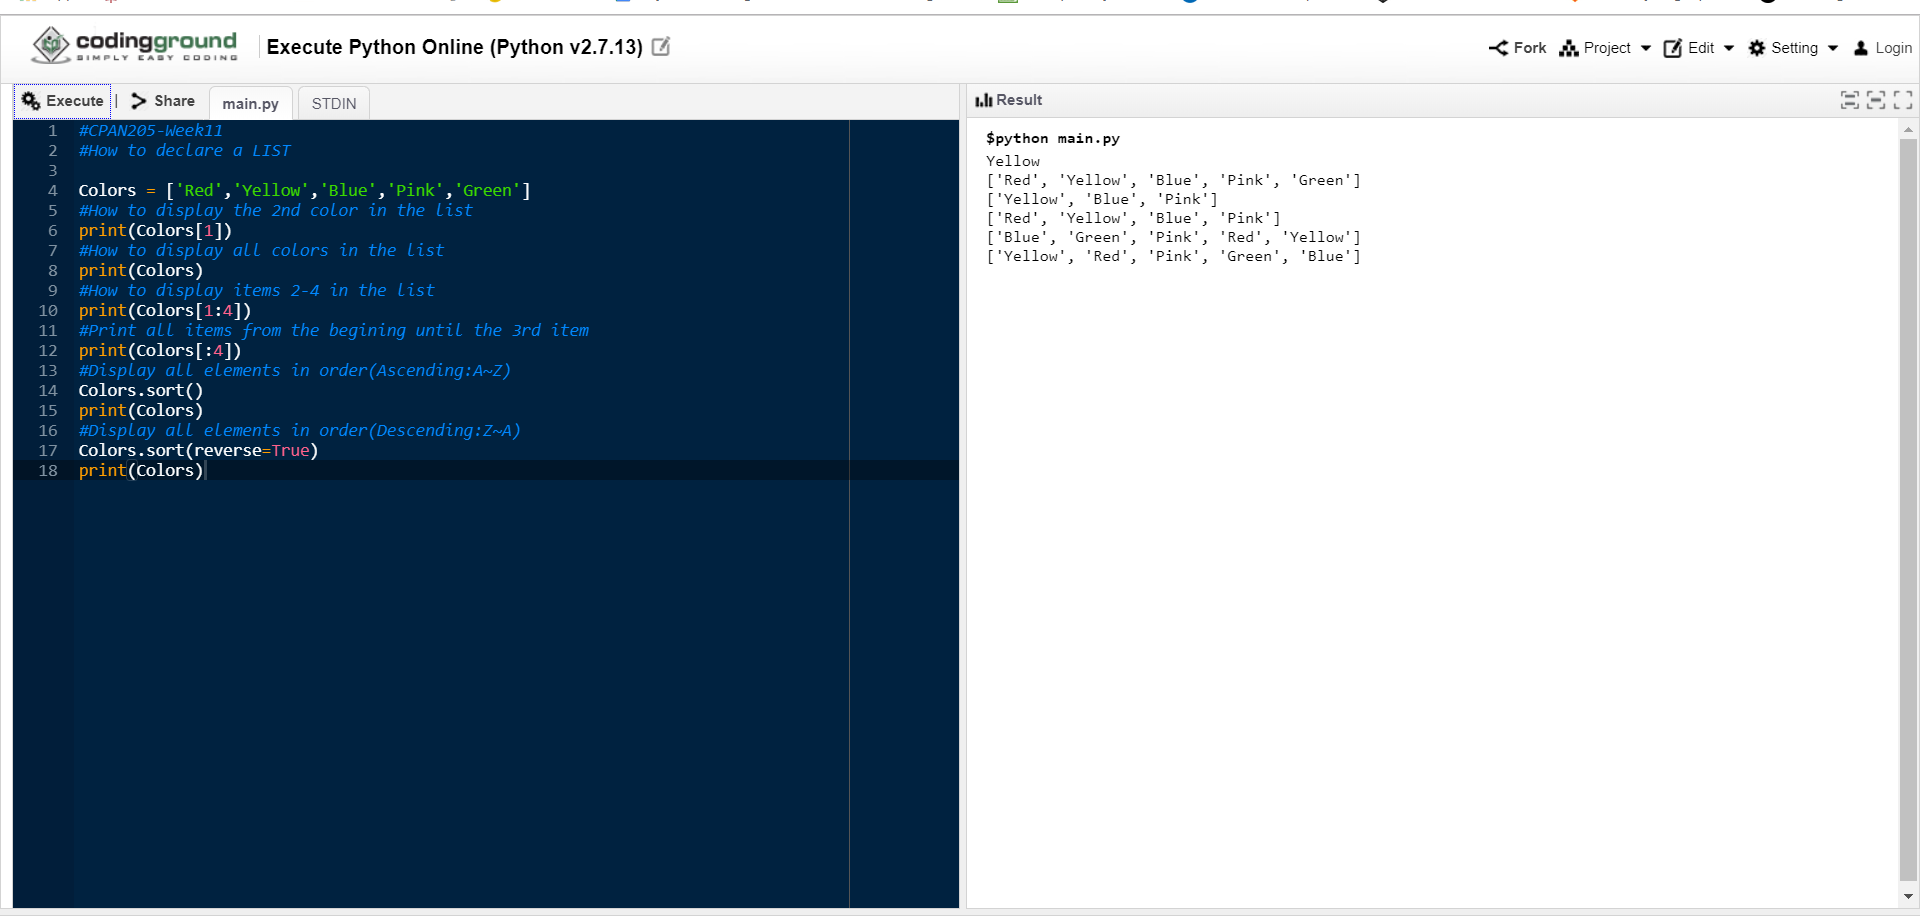 codingground
SIMPLY EASY CODING
Execute Python Online (Python v2.7.13)
Fork Project Edit Setting Login
Execute | Share main.py STDIN
1 #CPAN205-Week11
2 #How to declare a LIST
3
4 Colors = ['Red','Yellow','Blue','Pink','Green']
5 #How to display the 2nd color in the list
6 print(Colors[1])
7 #How to display all colors in the list
8 print(Colors)
9 #How to display items 2-4 in the list
10 print(Colors[1:4])
11 #Print all items from the begining until the 3rd item
12 print(Colors[:4])
13 #Display all elements in order(Ascending:A~Z)
14 Colors.sort()
15 print(Colors)
16 #Display all elements in order(Descending:Z~A)
17 Colors.sort(reverse=True)
18 print(Colors)
Result
$python main.py
Yellow
['Red', 'Yellow', 'Blue', 'Pink', 'Green']
['Yellow', 'Blue', 'Pink']
['Red', 'Yellow', 'Blue', 'Pink']
['Blue', 'Green', 'Pink', 'Red', 'Yellow']
['Yellow', 'Red', 'Pink', 'Green', 'Blue']